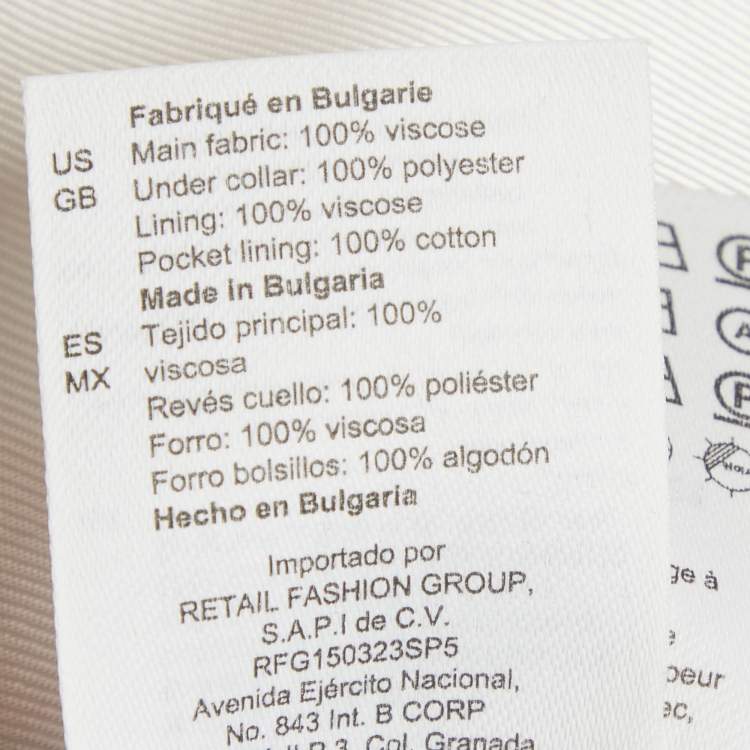 Fabriqué en Bulgarie
US Main fabric: 100% viscose
GB Under collar: 100% polyester
Lining: 100% viscose
Pocket lining: 100% cotton
Made in Bulgaria
ES Tejido principal: 100%
MX viscosa
Revés cuello: 100% poliéster
Forro: 100% viscosa
Forro bolsillos: 100% algodón
Hecho en Bulgaria
Importado por
RETAIL FASHION GROUP,
S.A.P.I de C.V.
RFG150323SP5
Avenida Ejército Nacional,
No. 843 Int. B CORP
Col. Granada
P
A
P
à